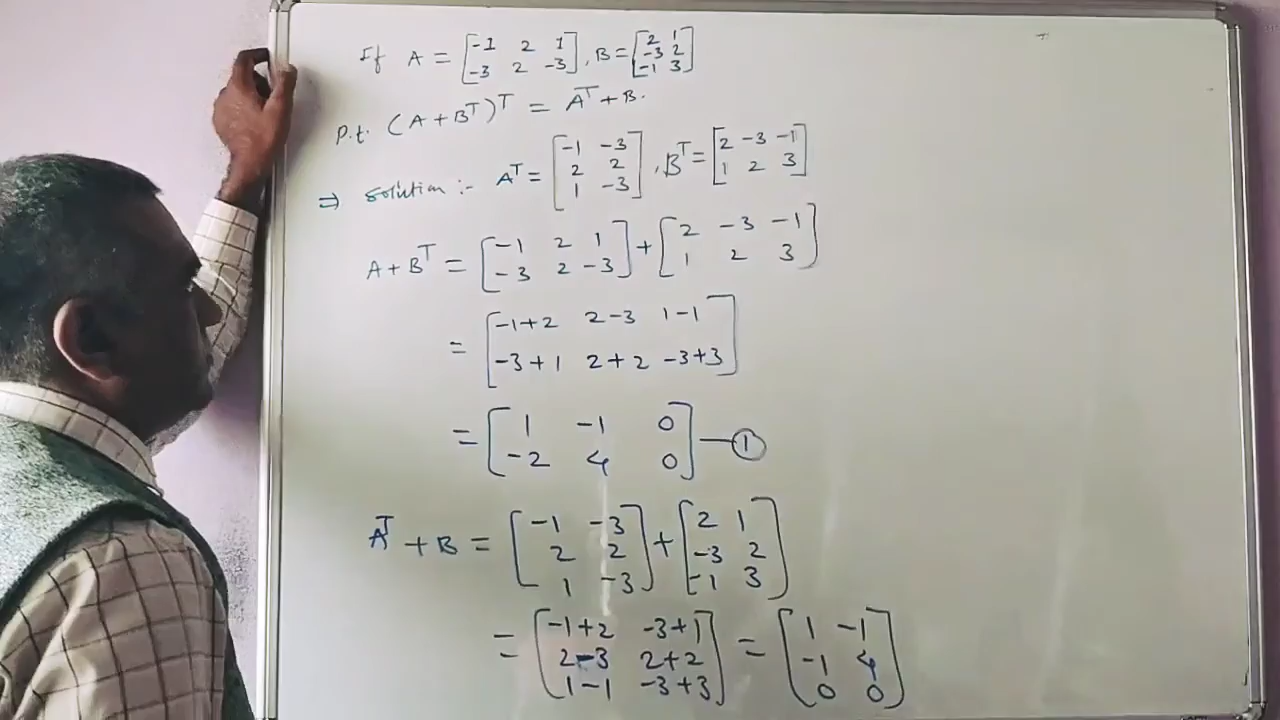 If A = [-1 2 1; -3 2 -3], B = [2 1; -3 2; -1 3]
P.t. (A+B^T)^T = A^T + B.
⇒ Solution :- A^T = [-1 -3; 2 2; 1 -3], B^T = [2 -3 -1; 1 2 3]
A + B^T = [-1 2 1; -3 2 -3] + [2 -3 -1; 1 2 3]
= [-1+2 2-3 1-1; -3+1 2+2 -3+3]
= [1 -1 0; -2 4 0] — ①
A^T + B = [-1 -3; 2 2; 1 -3] + [2 1; -3 2; -1 3]
= [-1+2 -3+1; 2-3 2+2; 1-1 -3+3] = [1 -1; -1 4; 0 0]